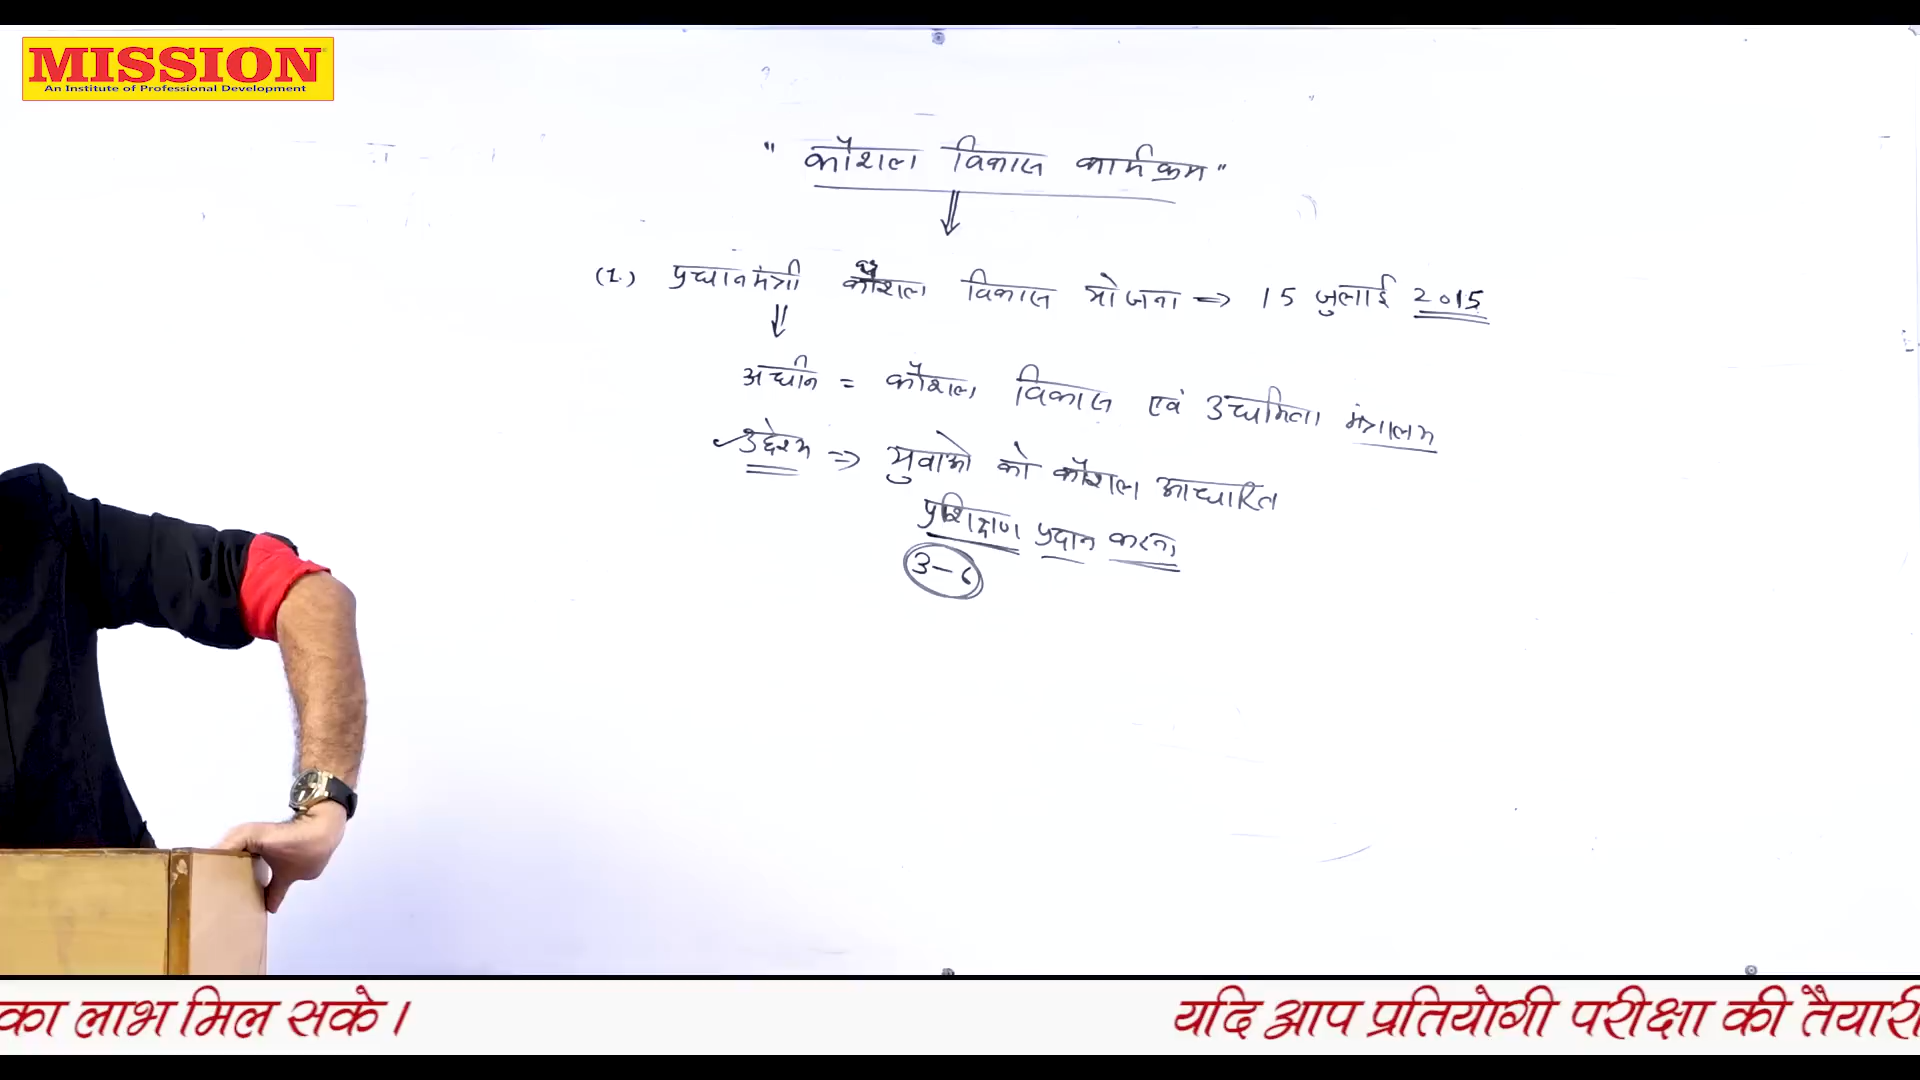 MISSION
An Institute of Professional Development
" कौशल विकास कार्यक्रम "
(1.) प्रधानमंत्री कौशल विकास योजना => 15 जुलाई 2015
अधीन = कौशल विकास एवं उद्यमिता मंत्रालय
उद्देश्य => युवाओ को कौशल आधारित
प्रशिक्षण प्रदान करना
3-6
का लाभ मिल सके। यदि आप प्रतियोगी परीक्षा की तैयारी